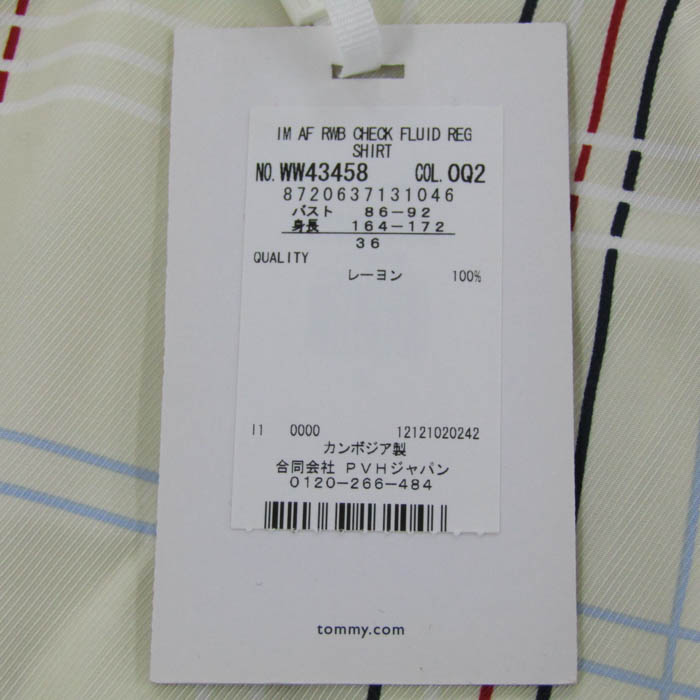 IM AF RWB CHECK FLUID REG
SHIRT
NO. WW43458 COL. 0Q2
8720637131046
バスト 86-92
身長 164-172
36
QUALITY
レーヨン 100%
I1 0000 12121020242
カンボジア製
合同会社 PVHジャパン
0120-266-484
tommy.com